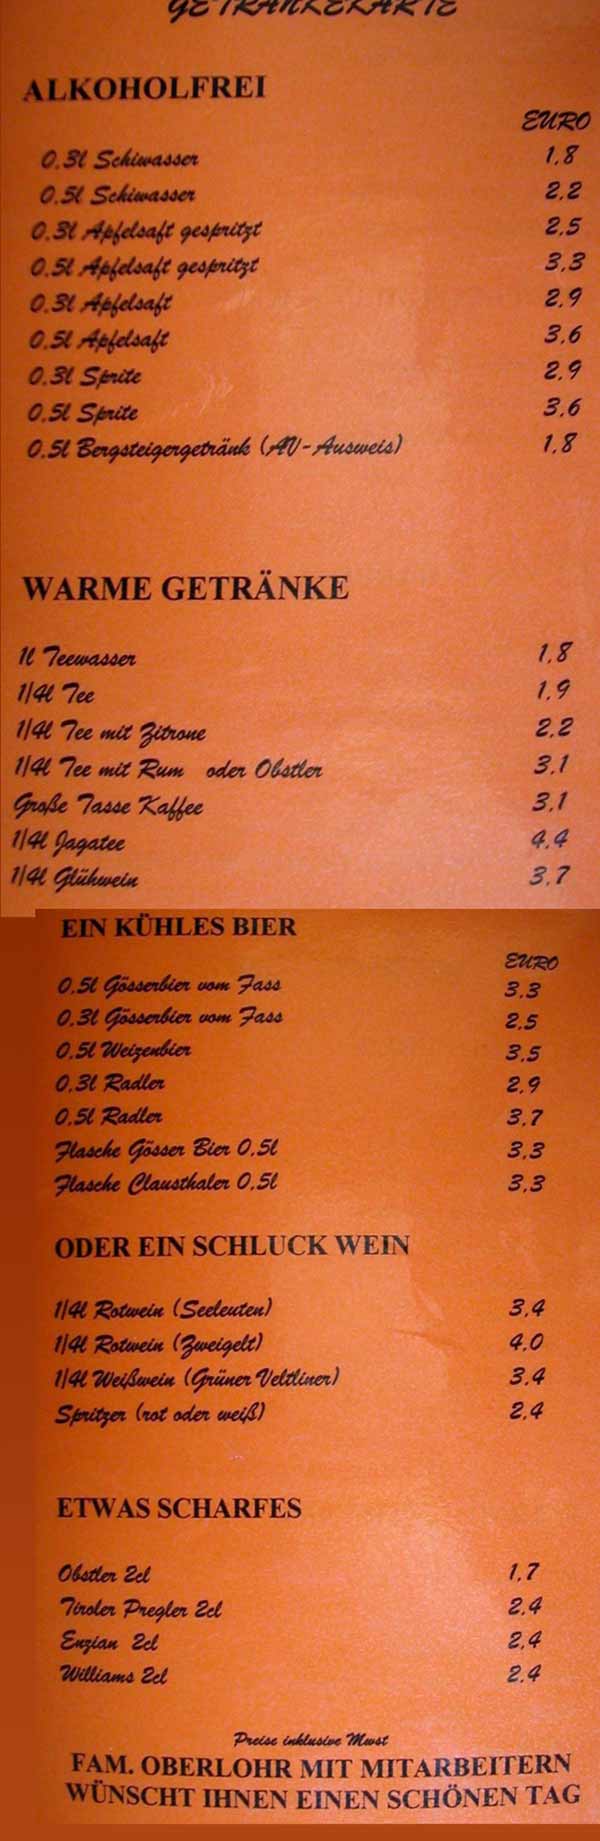 GETRÄNKEKARTE
ALKOHOLFREI
EURO
0,3l Schiwasser 1,8
0,5l Schiwasser 2,2
0,3l Apfelsaft gespritzt 2,5
0,5l Apfelsaft gespritzt 3,3
0,3l Apfelsaft 2,9
0,5l Apfelsaft 3,6
0,3l Sprite 2,9
0,5l Sprite 3,6
0,5l Bergsteigergetränk (AV-Ausweis) 1,8
WARME GETRÄNKE
1l Teewasser 1,8
1/4l Tee 1,9
1/4l Tee mit Zitrone 2,2
1/4l Tee mit Rum oder Obstler 3,1
Große Tasse Kaffee 3,1
1/4l Jagatee 4,4
1/4l Glühwein 3,7
EIN KÜHLES BIER
EURO
0,5l Gösserbier vom Fass 3,3
0,3l Gösserbier vom Fass 2,5
0,5l Weizenbier 3,5
0,3l Radler 2,9
0,5l Radler 3,7
Flasche Gösser Bier 0,5l 3,3
Flasche Clausthaler 0,5l 3,3
ODER EIN SCHLUCK WEIN
1/4l Rotwein (Seeleuten) 3,4
1/4l Rotwein (Zweigelt) 4,0
1/4l Weißwein (Grüner Veltliner) 3,4
Spritzer (rot oder weiß) 2,4
ETWAS SCHARFES
Obstler 2cl 1,7
Tiroler Pregler 2cl 2,4
Enzian 2cl 2,4
Williams 2cl 2,4
Preise inklusive Mwst
FAM. OBERLOHR MIT MITARBEITERN
WÜNSCHT IHNEN EINEN SCHÖNEN TAG